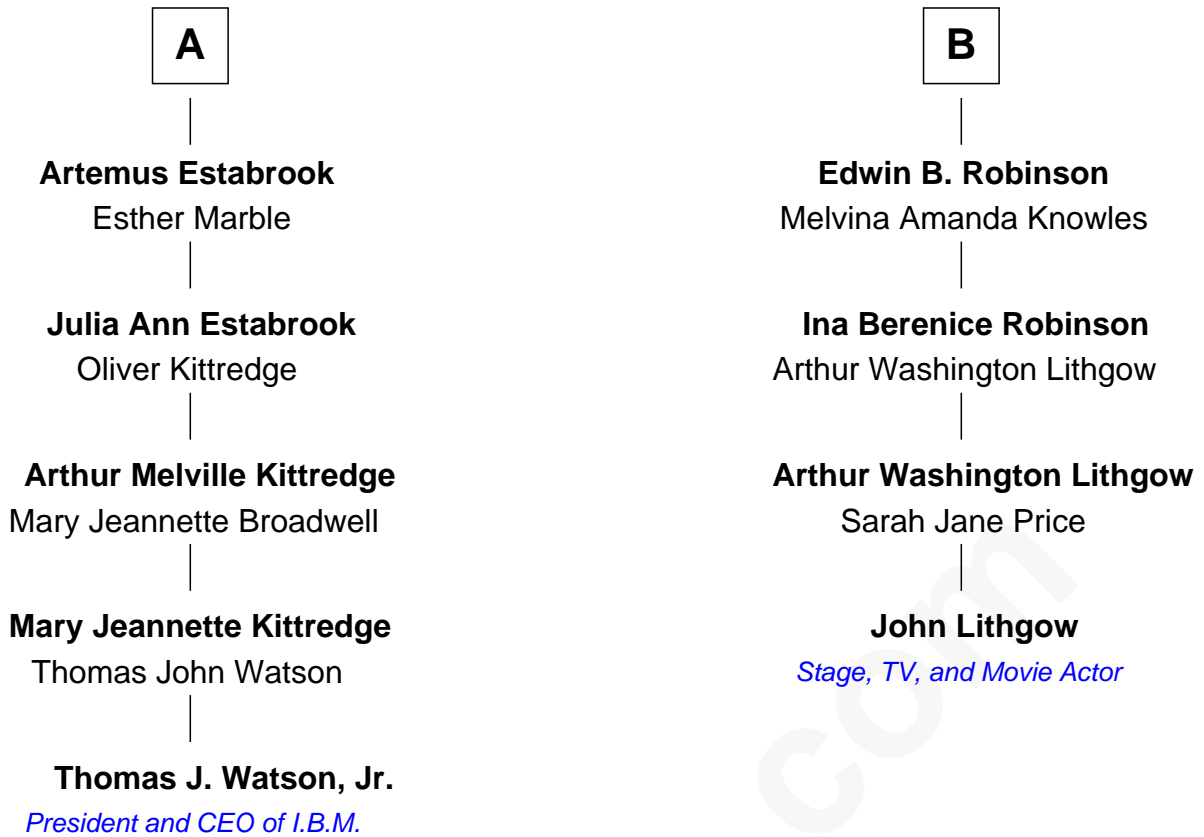 A
Artemus Estabrook
Esther Marble
Julia Ann Estabrook
Oliver Kittredge
Arthur Melville Kittredge
Mary Jeannette Broadwell
Mary Jeannette Kittredge
Thomas John Watson
Thomas J. Watson, Jr.
President and CEO of I.B.M.
B
Edwin B. Robinson
Melvina Amanda Knowles
Ina Berenice Robinson
Arthur Washington Lithgow
Arthur Washington Lithgow
Sarah Jane Price
John Lithgow
Stage, TV, and Movie Actor
com